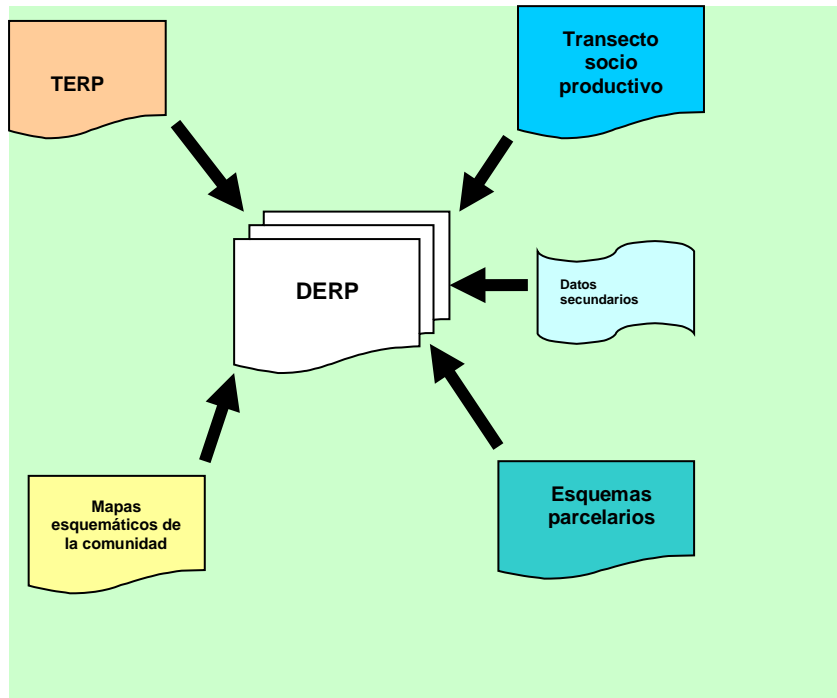 TERP
Transecto
socio
productivo
DERP
Datos
secundarios
Mapas
esquemáticos de
la comunidad
Esquemas
parcelarios